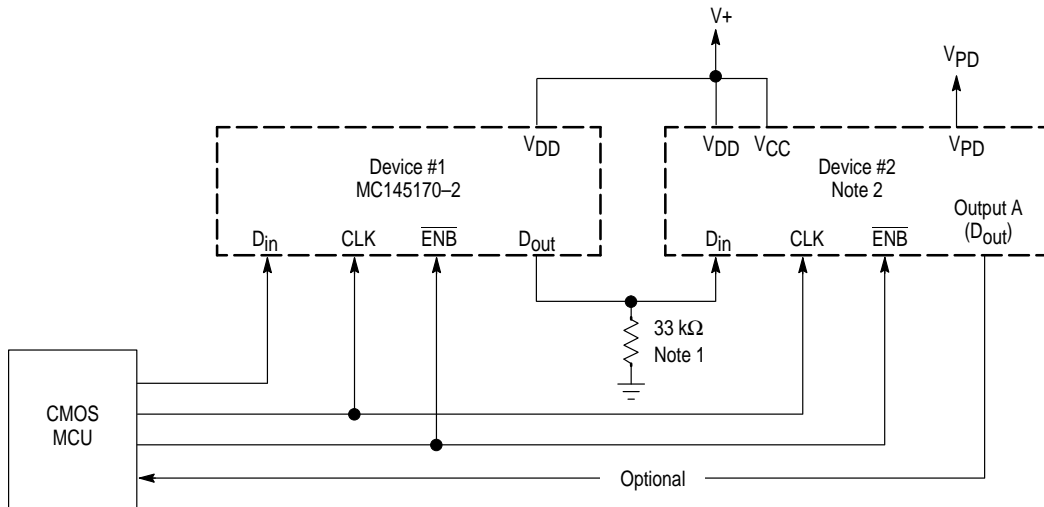 V+
VPD
VDD
VDD VCC
VPD
Device #1
MC145170–2
Device #2
Note 2
Output A
(Dout)
Din CLK ENB Dout
Din CLK ENB
33 kΩ
Note 1
CMOS
MCU
Optional